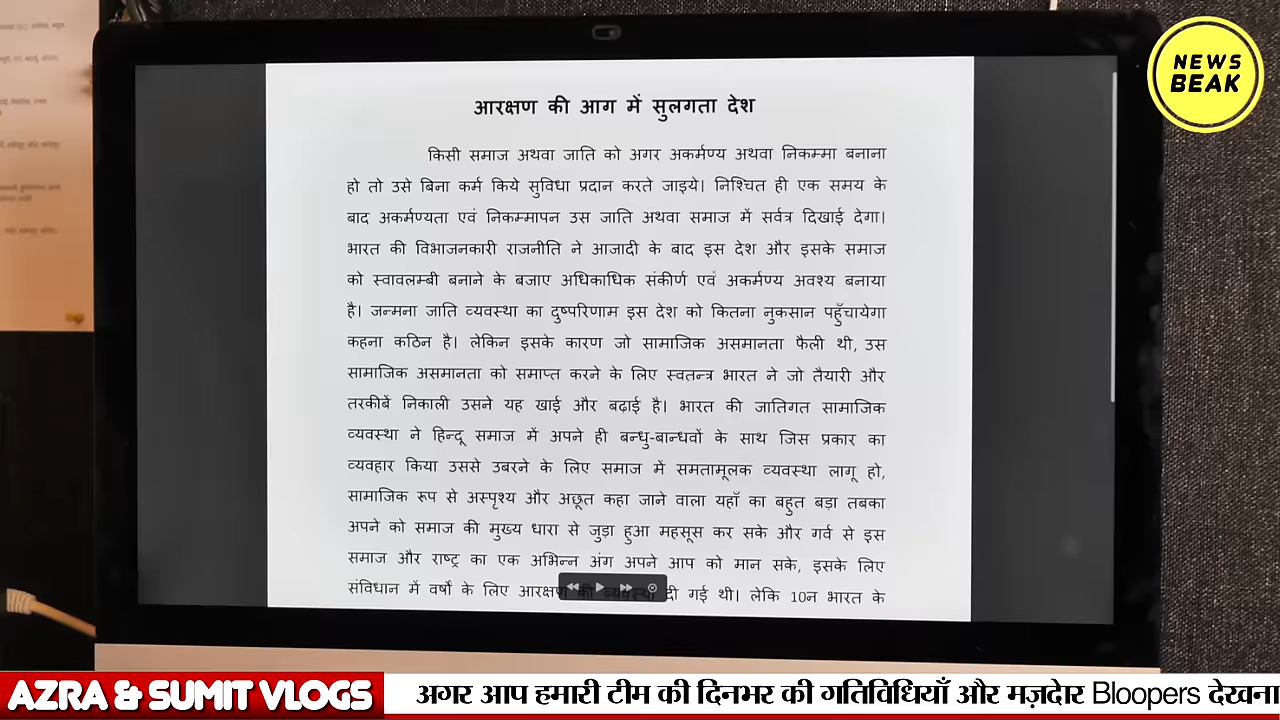 NEWS
BEAK
आरक्षण की आग में सुलगता देश
किसी समाज अथवा जाति को अगर अकर्मण्य अथवा निकम्मा बनाना
हो तो उसे बिना कर्म किये सुविधा प्रदान करते जाइये। निश्चित ही एक समय के
बाद अकर्मण्यता एवं निकम्मापन उस जाति अथवा समाज में सर्वत्र दिखाई देगा।
भारत की विभाजनकारी राजनीति ने आजादी के बाद इस देश और इसके समाज
को स्वावलम्बी बनाने के बजाए अधिकाधिक संकीर्ण एवं अकर्मण्य अवश्य बनाया
है। जन्मना जाति व्यवस्था का दुष्परिणाम इस देश को कितना नुकसान पहुँचायेगा
कहना कठिन है। लेकिन इसके कारण जो सामाजिक असमानता फैली थी, उस
सामाजिक असमानता को समाप्त करने के लिए स्वतन्त्र भारत ने जो तैयारी और
तरकीबें निकाली उसने यह खाई और बढ़ाई है। भारत की जातिगत सामाजिक
व्यवस्था ने हिन्दू समाज में अपने ही बन्धु-बान्धवों के साथ जिस प्रकार का
व्यवहार किया उससे उबरने के लिए समाज में समतामूलक व्यवस्था लागू हो,
सामाजिक रूप से अस्पृश्य और अछूत कहा जाने वाला यहाँ का बहुत बड़ा तबका
अपने को समाज की मुख्य धारा से जुड़ा हुआ महसूस कर सके और गर्व से इस
समाज और राष्ट्र का एक अभिन्न अंग अपने आप को मान सके, इसके लिए
संविधान में वर्षो के लिए आरक्षण की व्यवस्था दी गई थी। लेकि 10न भारत के
AZRA & SUMIT VLOGS
अगर आप हमारी टीम की दिनभर की गतिविधियाँ और मज़ेदार Bloopers देखना